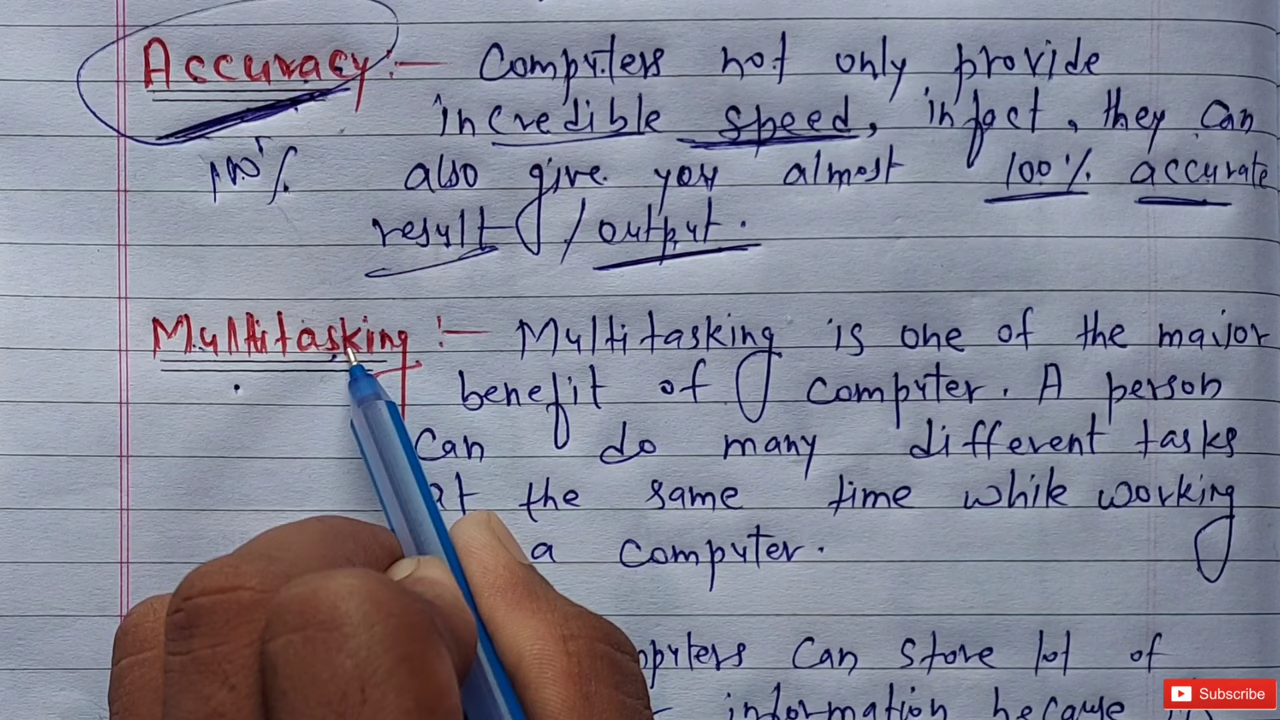 Accuracy :- Computers not only provide
incredible speed, infact, they can
100% also give you almost 100% accurate
result / output.
Multitasking :- Multitasking is one of the major
benefit of computer. A person
can do many different tasks
at the same time while working
a computer.
can store lot of
information because
Subscribe